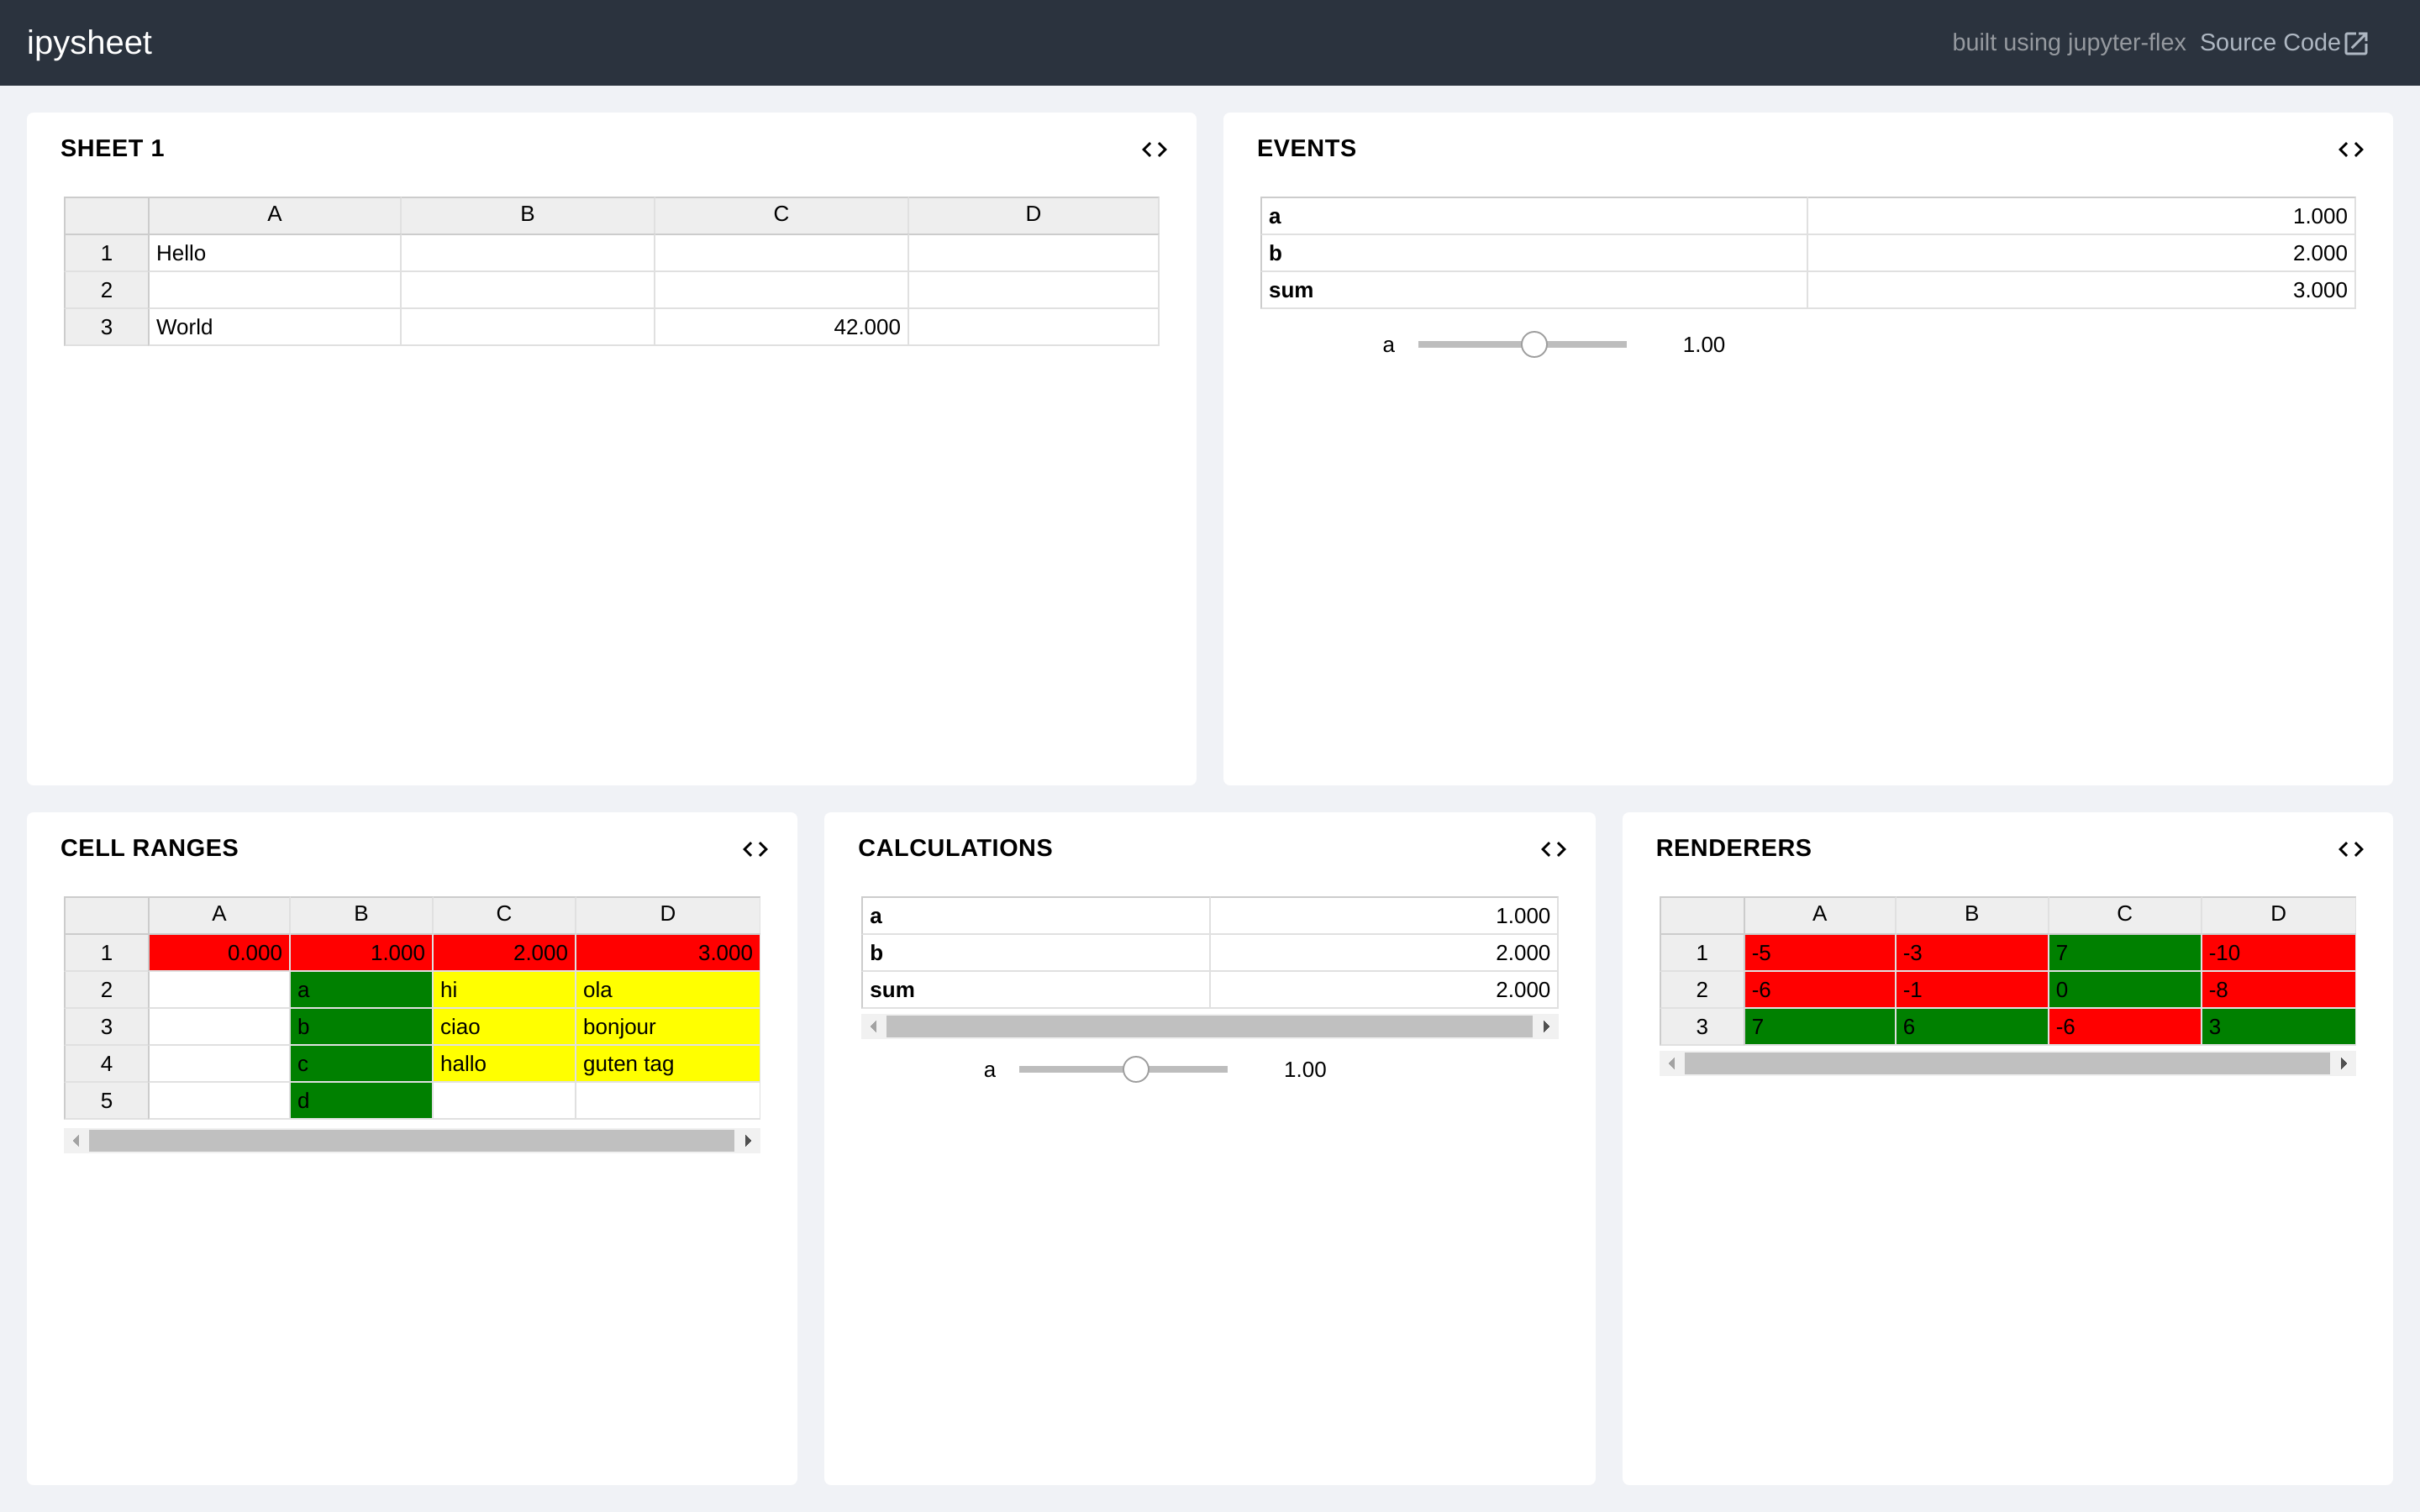 ipysheet
built using jupyter-flex Source Code
SHEET 1
A B C D
1 Hello
2
3 World 42.000
EVENTS
a 1.000
b 2.000
sum 3.000
a 1.00
CELL RANGES
A B C D
1 0.000 1.000 2.000 3.000
2 a hi ola
3 b ciao bonjour
4 c hallo guten tag
5 d
CALCULATIONS
a 1.000
b 2.000
sum 2.000
a 1.00
RENDERERS
A B C D
1 -5 -3 7 -10
2 -6 -1 0 -8
3 7 6 -6 3